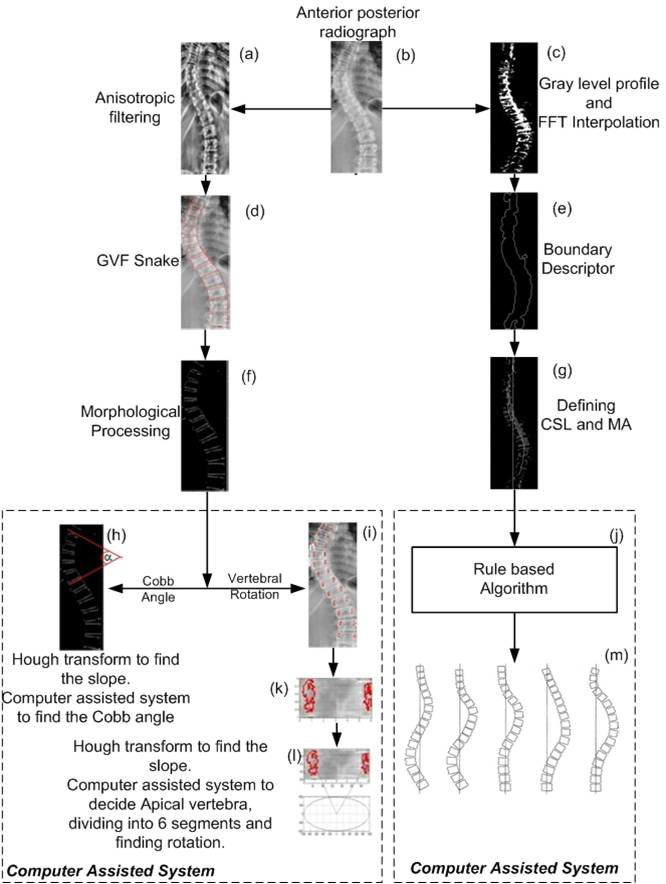 Anterior posterior
radiograph
(a)
(b)
(c)
Anisotropic
filtering
Gray level profile
and
FFT Interpolation
(d)
(e)
GVF Snake
Boundary
Descriptor
(f)
(g)
Morphological
Processing
Defining
CSL and MA
(h)
α
(i)
(j)
Cobb
Angle
Vertebral
Rotation
Rule based
Algorithm
Hough transform to find
the slope.
Computer assisted system
to find the Cobb angle
(k)
(m)
(l)
Hough transform to find the
slope.
Computer assisted system to
decide Apical vertebra,
dividing into 6 segments and
finding rotation.
Computer Assisted System
Computer Assisted System